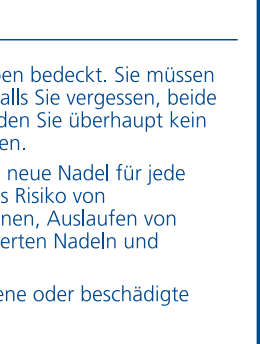 ben bedeckt. Sie müssen
alls Sie vergessen, beide
den Sie überhaupt kein
en.
neue Nadel für jede
s Risiko von
nen, Auslaufen von
erten Nadeln und
ene oder beschädigte